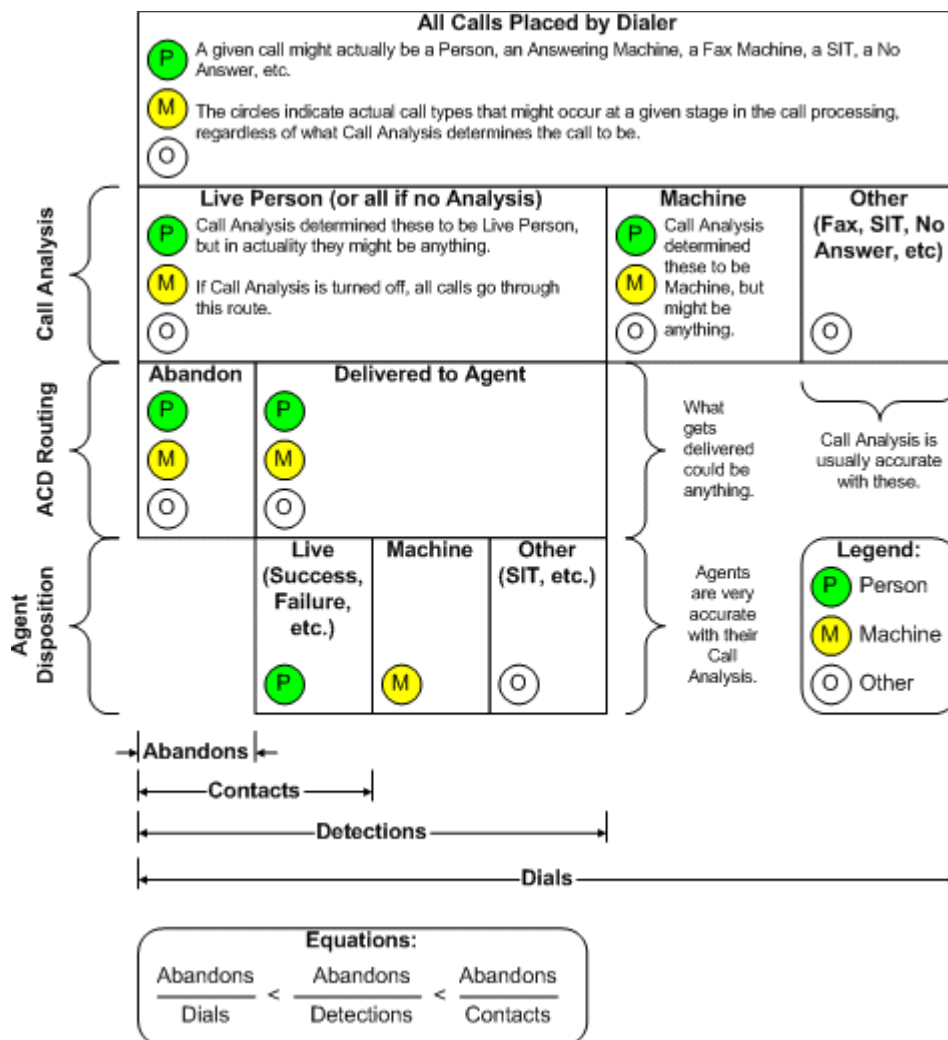 All Calls Placed by Dialer
P
A given call might actually be a Person, an Answering Machine, a Fax Machine, a SIT, a No
Answer, etc.
M
The circles indicate actual call types that might occur at a given stage in the call processing,
regardless of what Call Analysis determines the call to be.
O
Call Analysis
Live Person (or all if no Analysis)
P
Call Analysis determined these to be Live Person,
but in actuality they might be anything.
M
If Call Analysis is turned off, all calls go through
this route.
O
Machine
P
M
O
Call Analysis
determined
these to be
Machine, but
might be
anything.
Other
(Fax, SIT, No
Answer, etc)
O
ACD Routing
Abandon
P
M
O
Delivered to Agent
P
M
O
What
gets
delivered
could be
anything.
Call Analysis is
usually accurate
with these.
Agent
Disposition
Live
(Success,
Failure,
etc.)
P
Machine
M
Other
(SIT, etc.)
O
Agents
are very
accurate
with their
Call
Analysis.
Legend:
P Person
M Machine
O Other
Abandons
Contacts
Detections
Dials
Equations:
Abandons
Dials
<
Abandons
Detections
<
Abandons
Contacts